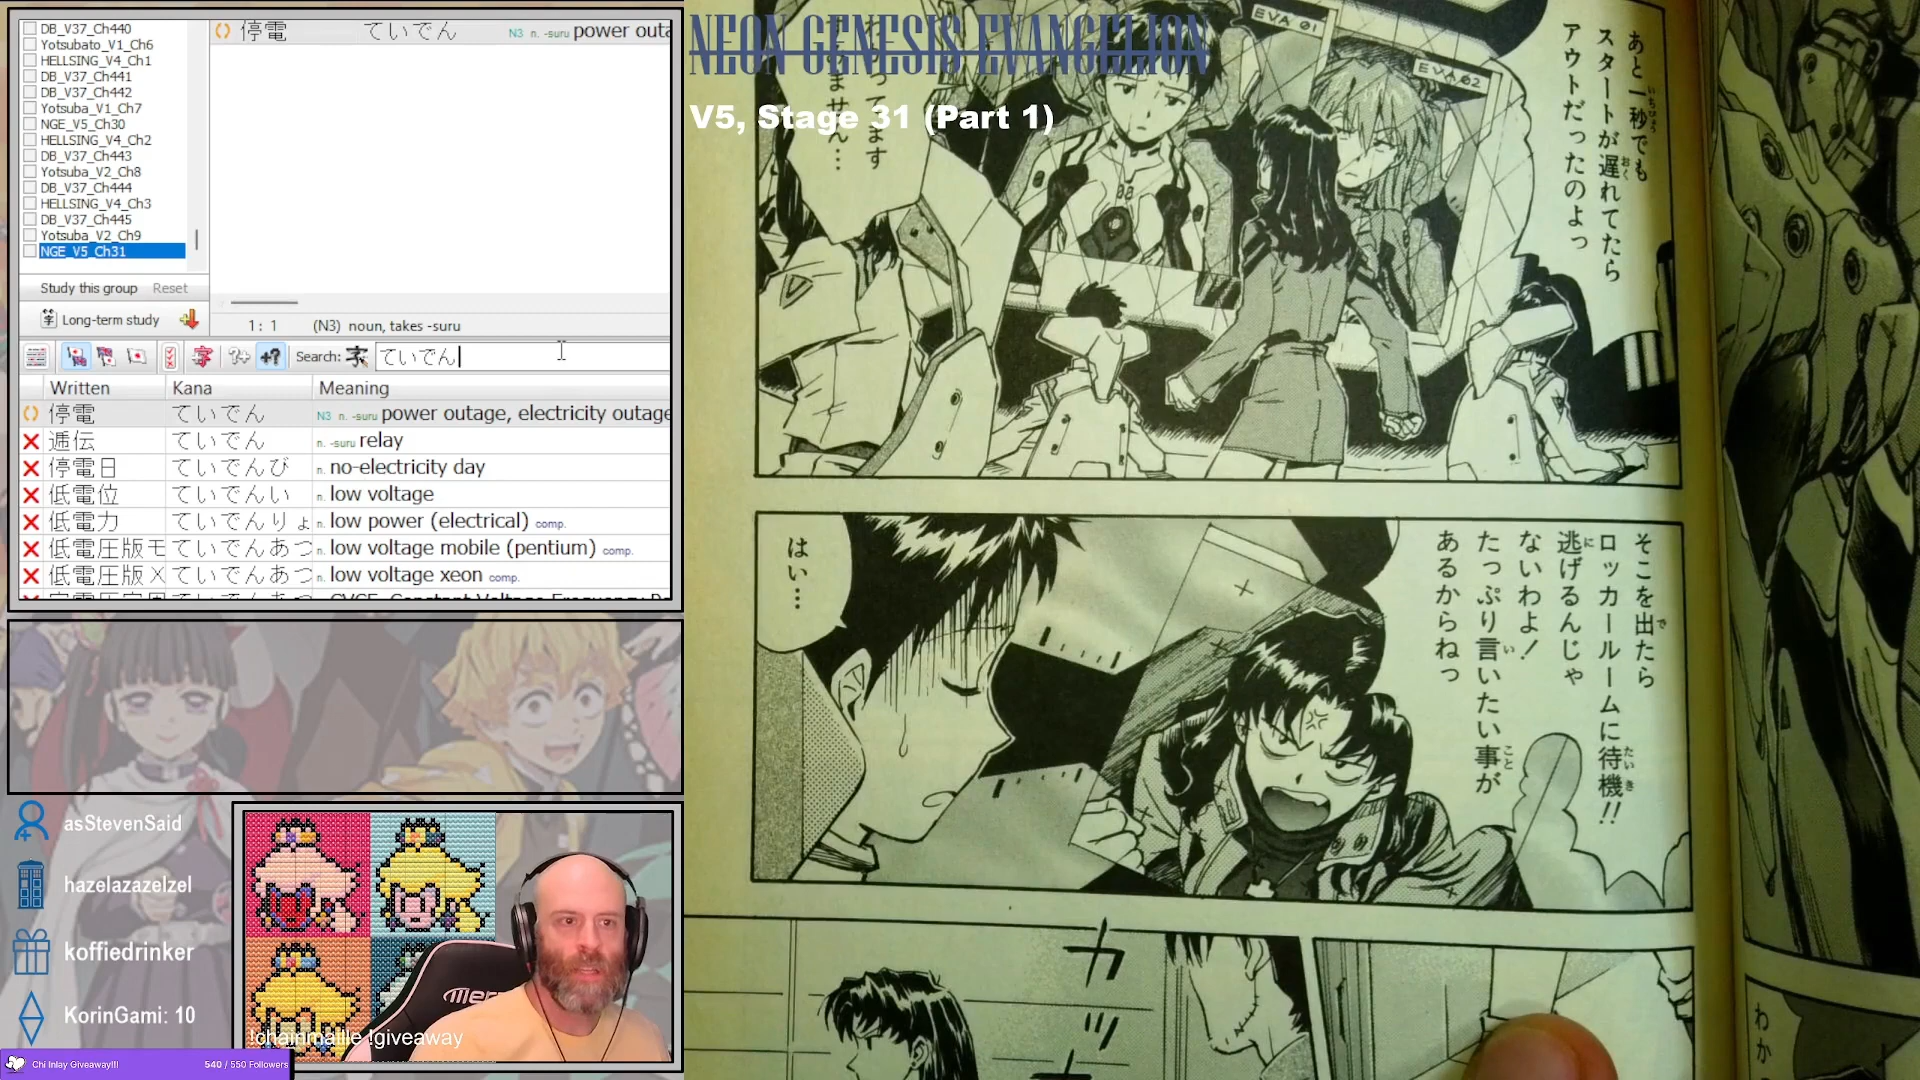 DB_V37_Ch440
Yotsubato_V1_Ch6
HELLSING_V4_Ch1
DB_V37_Ch441
DB_V37_Ch442
Yotsuba_V1_Ch7
NGE_V5_Ch30
HELLSING_V4_Ch2
DB_V37_Ch443
Yotsuba_V2_Ch8
DB_V37_Ch444
HELLSING_V4_Ch3
DB_V37_Ch445
Yotsuba_V2_Ch9
NGE_V5_Ch31
Study this group Reset
Long-term study
停電 ていでん N3 n. -suru power outa
1: 1 (N3) noun, takes -suru
Search: ていでん
Written Kana Meaning
停電 ていでん N3 n. -suru power outage, electricity outage
逓伝 ていでん n. -suru relay
停電日 ていでんび n. no-electricity day
低電位 ていでんい n. low voltage
低電力 ていでんりょ n. low power (electrical) comp.
低電圧版モ ていでんあつ n. low voltage mobile (pentium) comp.
低電圧版X ていでんあつ n. low voltage xeon comp.
asStevenSaid
hazelazazelzel
koffiedrinker
KorinGami: 10
!chainmaille !giveaway
Chi Inlay Giveaway!!! 540 / 550 Followers
NEON GENESIS EVANGELION
V5, Stage 31 (Part 1)
EVA 01
EVA 02
あと一秒でも
スタートが遅れてたら
アウトだったのよっ
そこを出たら
ロッカールームに待機!!
逃げるんじゃ
ないわよ!
たっぷり言いたい事が
あるからねっ
はい…
カ
ツ
わか